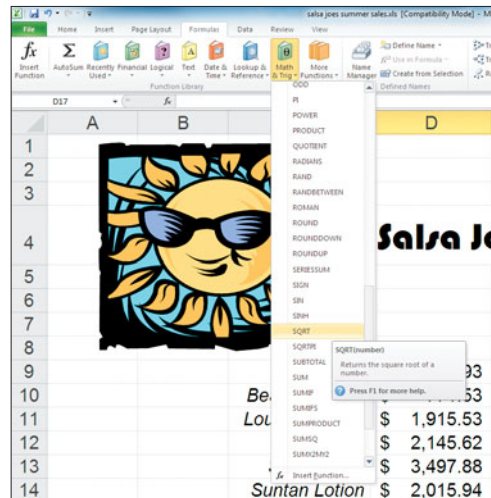 salsa joes summer sales.xls [Compatibility Mode] - M
File Home Insert Page Layout Formulas Data Review View
fx Insert Function
Σ AutoSum
Recently Used
Financial
Logical
Text
Date & Time
Lookup & Reference
Math & Trig
More Functions
Name Manager
Define Name
Use in Formula
Create from Selection
Function Library
Defined Names
D17 fx
A B D
1
2
3
4 Salsa Je
5
6
7
8
9 93
10 Be .53
11 Lou 1,915.53
12 $ 2,145.62
13 $ 3,497.88
14 Suntan Lotion $ 2,015.94
ODD
PI
POWER
PRODUCT
QUOTIENT
RADIANS
RAND
RANDBETWEEN
ROMAN
ROUND
ROUNDDOWN
ROUNDUP
SERIESSUM
SIGN
SIN
SINH
SQRT
SQRTPI
SUBTOTAL
SUM
SUMIF
SUMIFS
SUMPRODUCT
SUMSQ
SUMX2MY2
fx Insert Function...
SQRT(number)
Returns the square root of a
number.
Press F1 for more help.